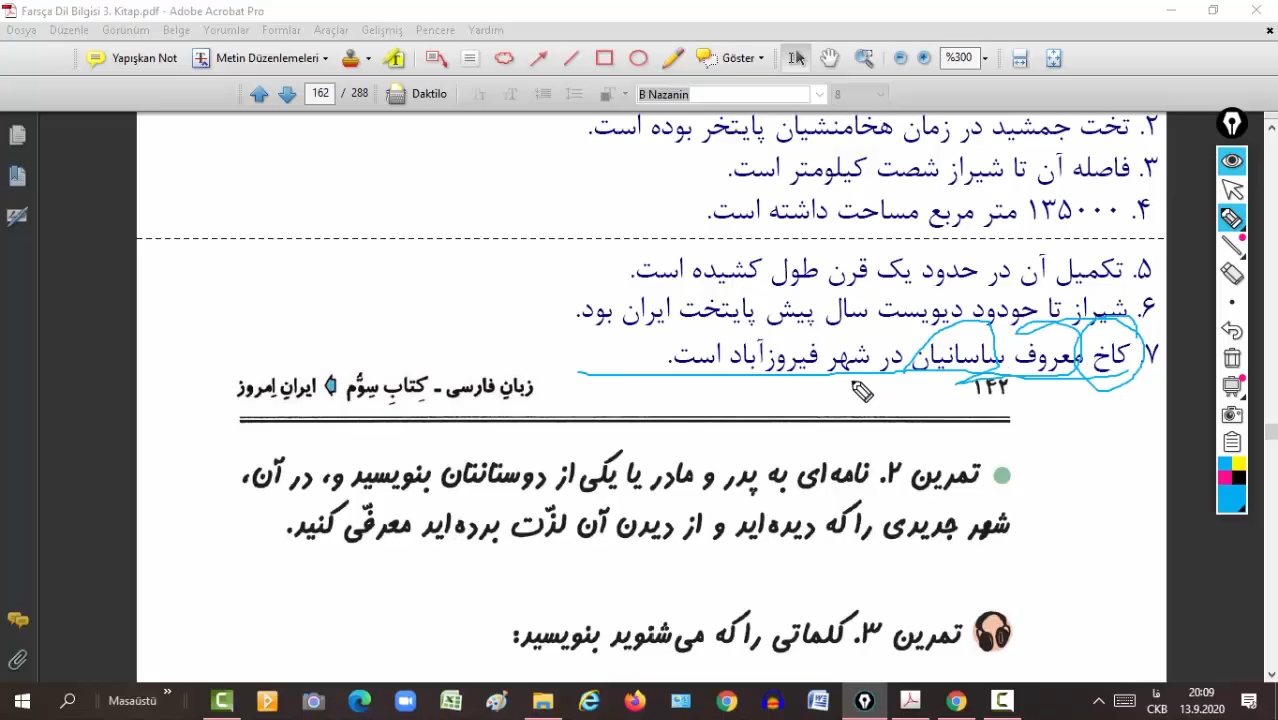 Farsça Dil Bilgisi 3. Kitap.pdf - Adobe Acrobat Pro
Dosya Düzenle Görünüm Belge Yorumlar Formlar Araçlar Gelişmiş Pencere Yardım
Yapışkan Not Metin Düzenlemeleri Göster %300
162 / 288 Daktilo B Nazanin 8
۲. تخت جمشید در زمان هخامنشیان پایتخر بوده است.
۳. فاصله آن تا شیراز شصت کیلومتر است.
۴. ۱۳۵۰۰۰ متر مربع مساحت داشته است.
۵. تکمیل آن در حدود یک قرن طول کشیده است.
۶. شیراز تا حودود دیویست سال پیش پایتخت ایران بود.
۷. کاخ معروف ساسانیان در شهر فیروزآباد است.
۱۴۲ زبانِ فارسی ـ کِتابِ سِوُّم ایرانِ اِمروز
تمرین ۲. نامه‌ای به پدر و مادر یا یکی از دوستانتان بنویسید و، در آن،
شهر جدیدی را که دیده‌اید و از دیدن آن لذّت برده‌اید معرفّی کنید.
تمرین ۳. کلماتی را که می‌شنوید بنویسید:
Masaüstü »
فا
CKB
20:09
13.9.2020